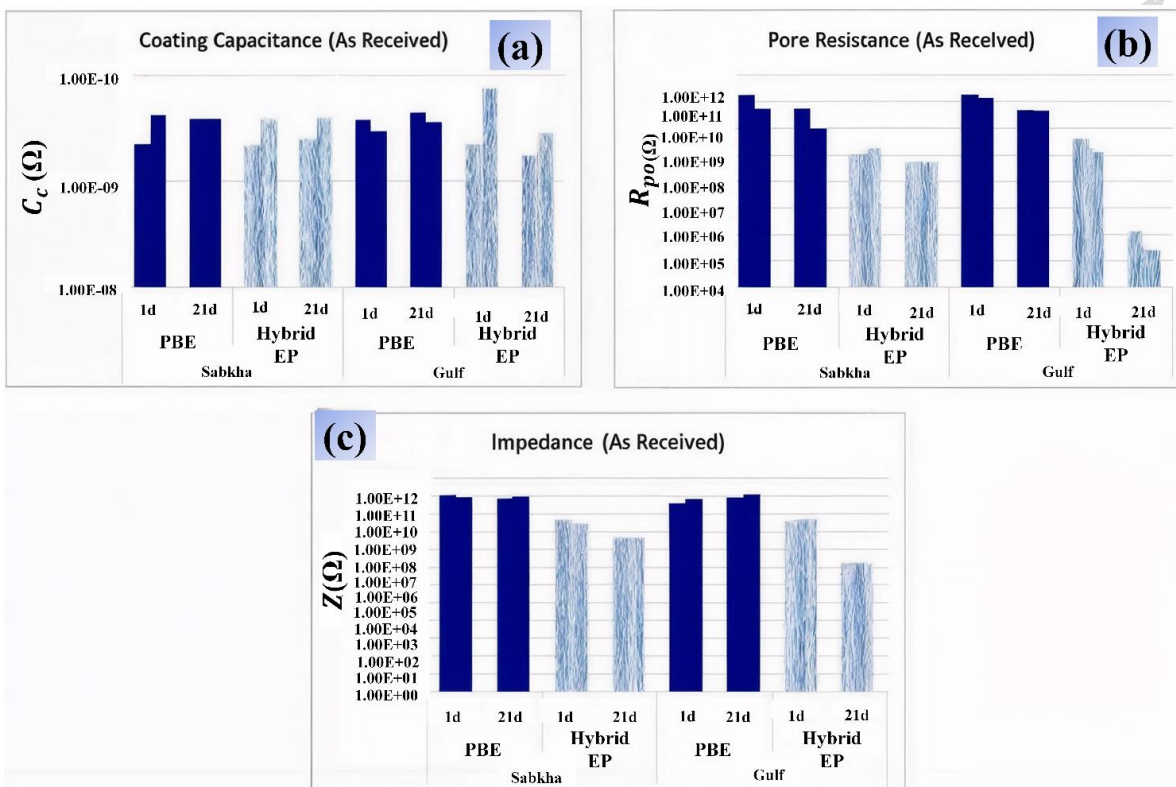 Coating Capacitance (As Received)
(a)
1.00E-10
1.00E-09
1.00E-08
C_c (Ω)
1d 21d 1d 21d 1d 21d 1d 21d
PBE Hybrid EP PBE Hybrid EP
Sabkha Gulf
Pore Resistance (As Received)
(b)
1.00E+12
1.00E+11
1.00E+10
1.00E+09
1.00E+08
1.00E+07
1.00E+06
1.00E+05
1.00E+04
R_po(Ω)
1d 21d 1d 21d 1d 21d 1d 21d
PBE Hybrid EP PBE Hybrid EP
Sabkha Gulf
(c)
Impedance (As Received)
1.00E+12
1.00E+11
1.00E+10
1.00E+09
1.00E+08
1.00E+07
1.00E+06
1.00E+05
1.00E+04
1.00E+03
1.00E+02
1.00E+01
1.00E+00
Z(Ω)
1d 21d 1d 21d 1d 21d 1d 21d
PBE Hybrid EP PBE Hybrid EP
Sabkha Gulf